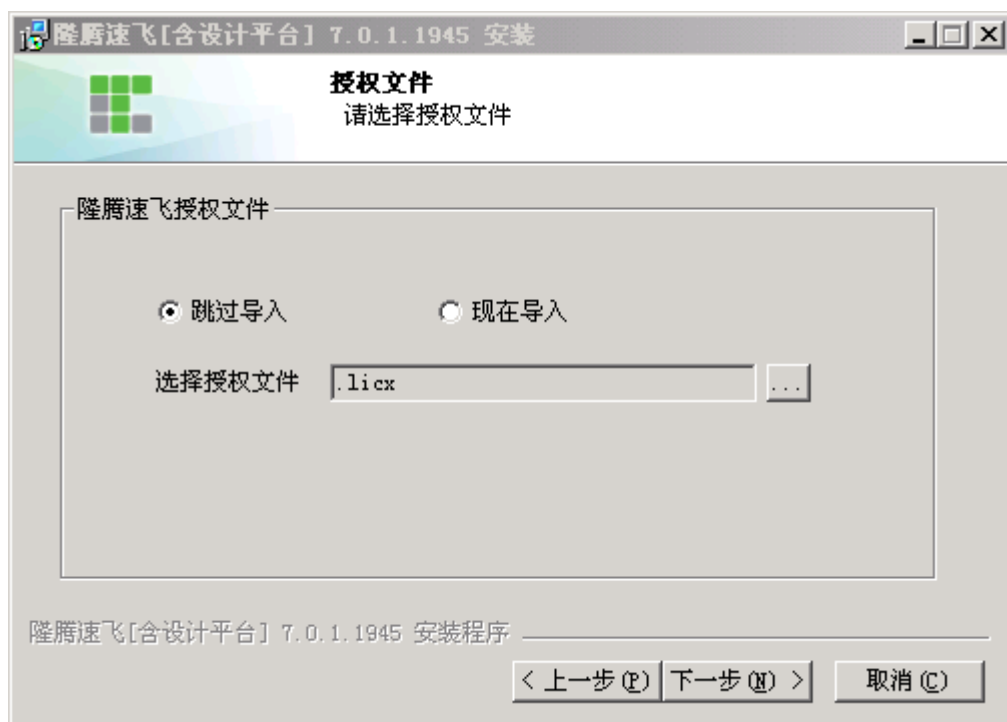 隆腾速飞[含设计平台] 7.0.1.1945 安装
授权文件
请选择授权文件
隆腾速飞授权文件
跳过导入 现在导入
选择授权文件 .licx ...
隆腾速飞[含设计平台] 7.0.1.1945 安装程序
< 上一步(P) 下一步(N) > 取消(C)